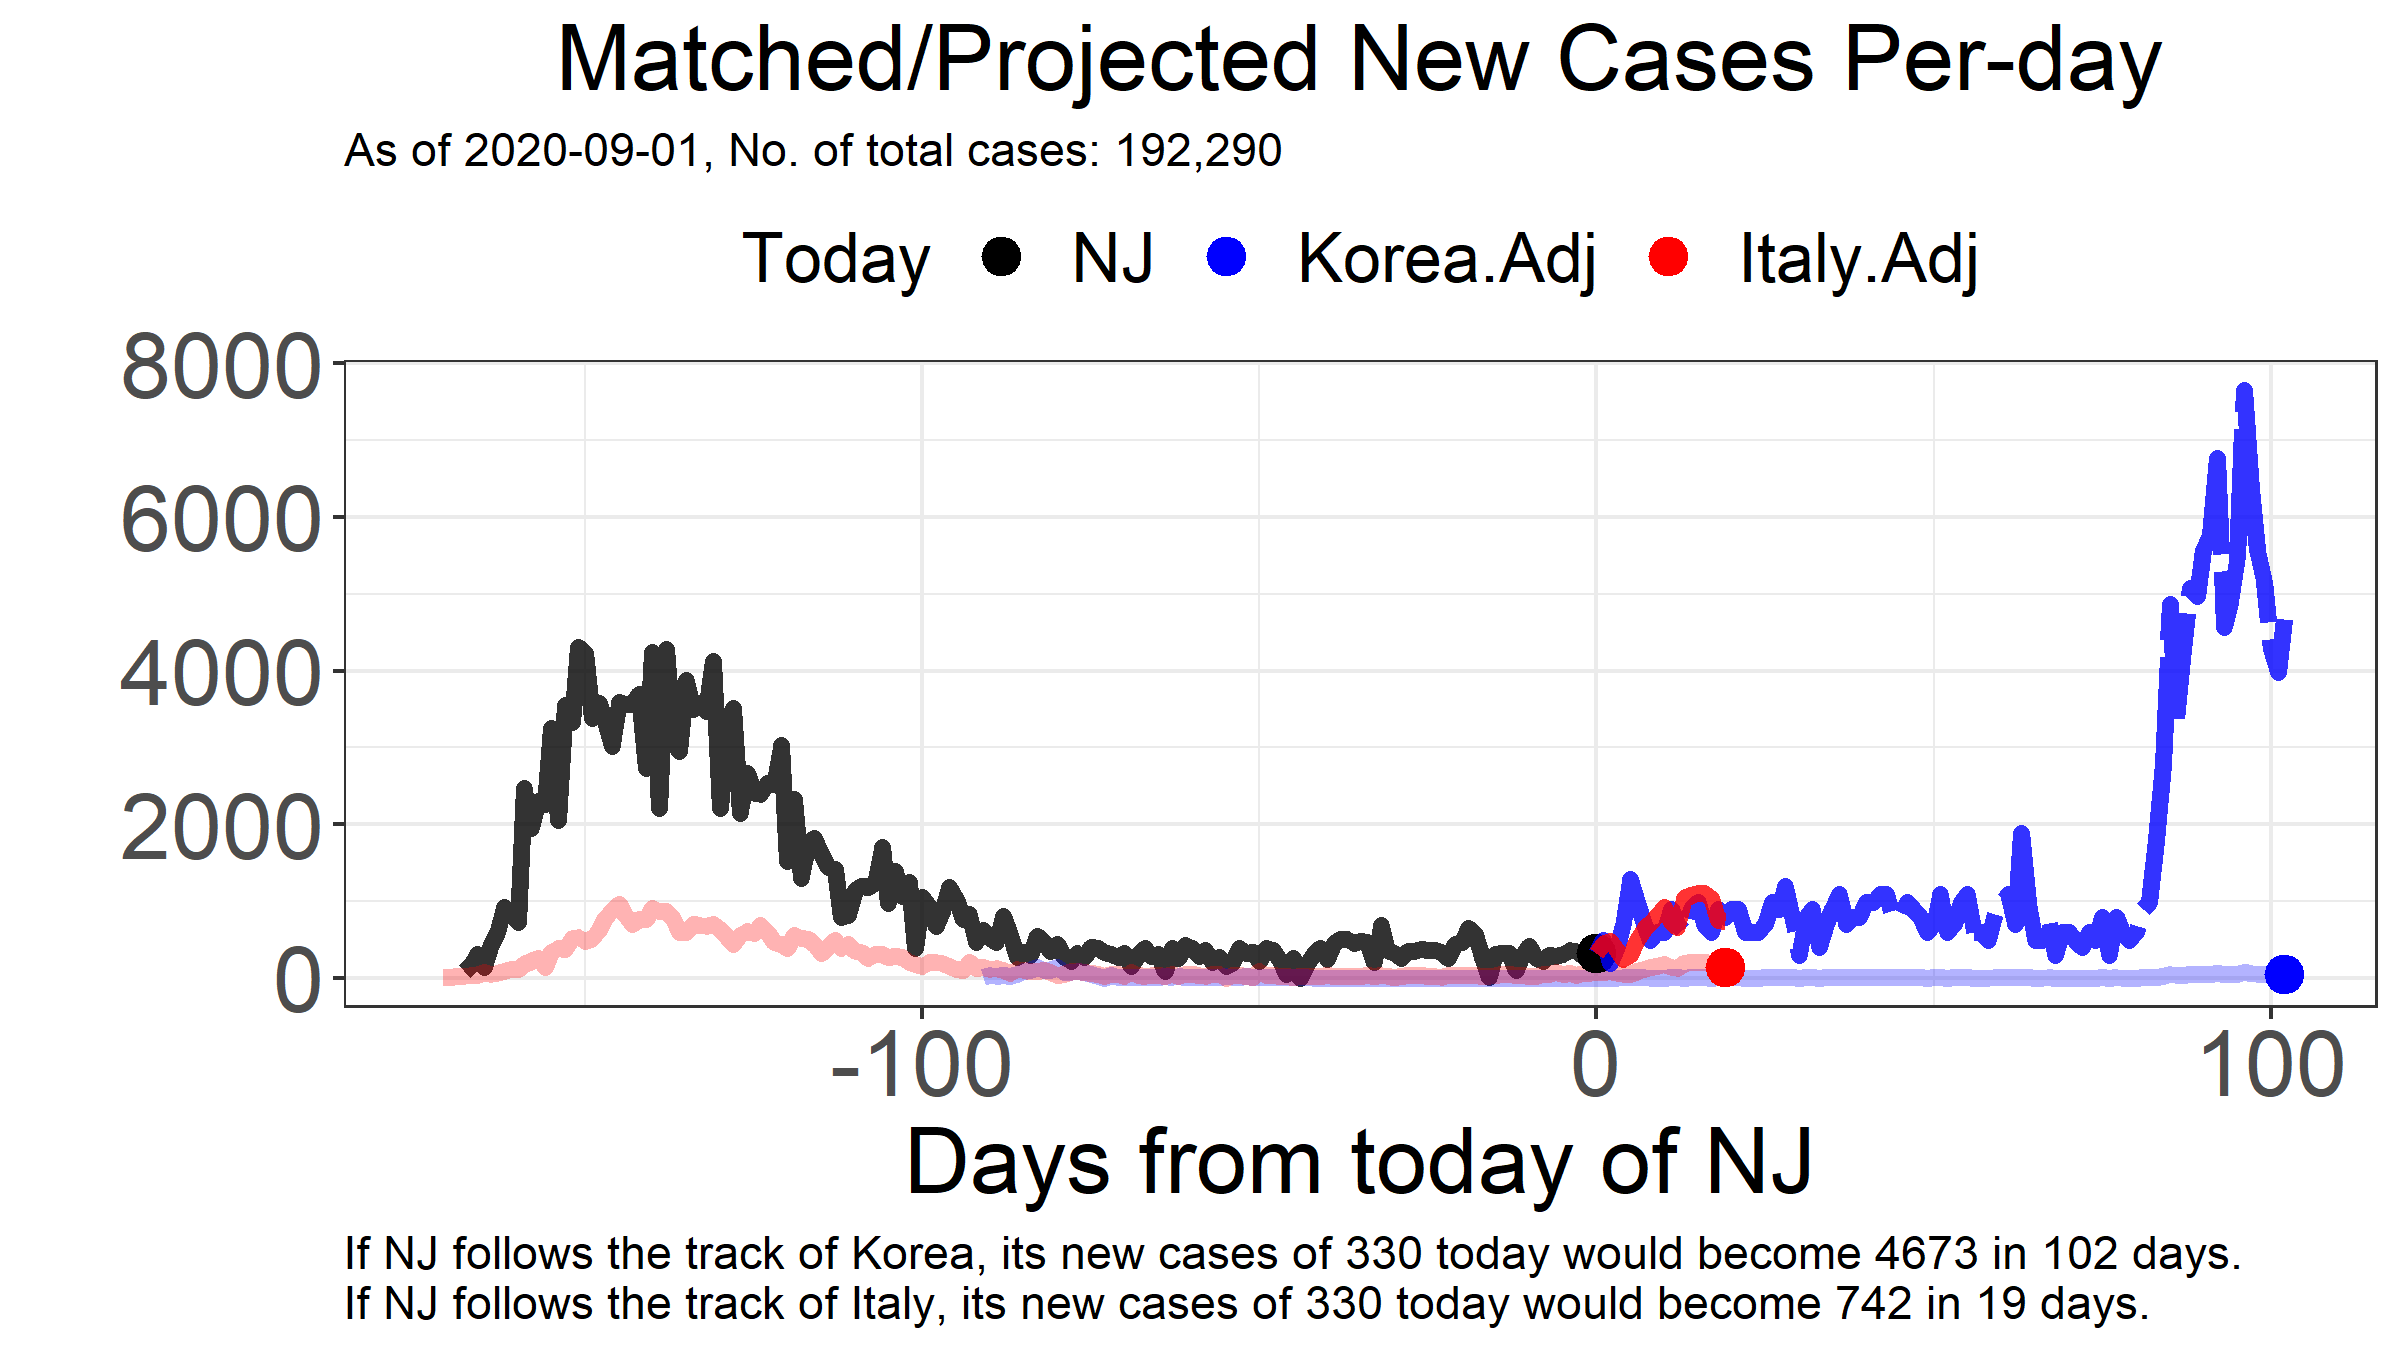 Matched/Projected New Cases Per-day
As of 2020-09-01, No. of total cases: 192,290
Today NJ Korea.Adj Italy.Adj
8000
6000
4000
2000
0
-100 0 100
Days from today of NJ
If NJ follows the track of Korea, its new cases of 330 today would become 4673 in 102 days.
If NJ follows the track of Italy, its new cases of 330 today would become 742 in 19 days.